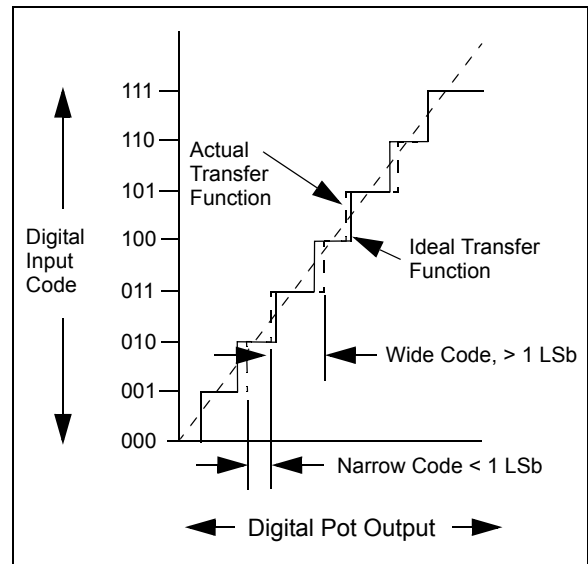 111
110
Actual
Transfer
Function
101
Digital
Input
Code
100
Ideal Transfer
Function
011
010
Wide Code, > 1 LSb
001
000
Narrow Code < 1 LSb
Digital Pot Output